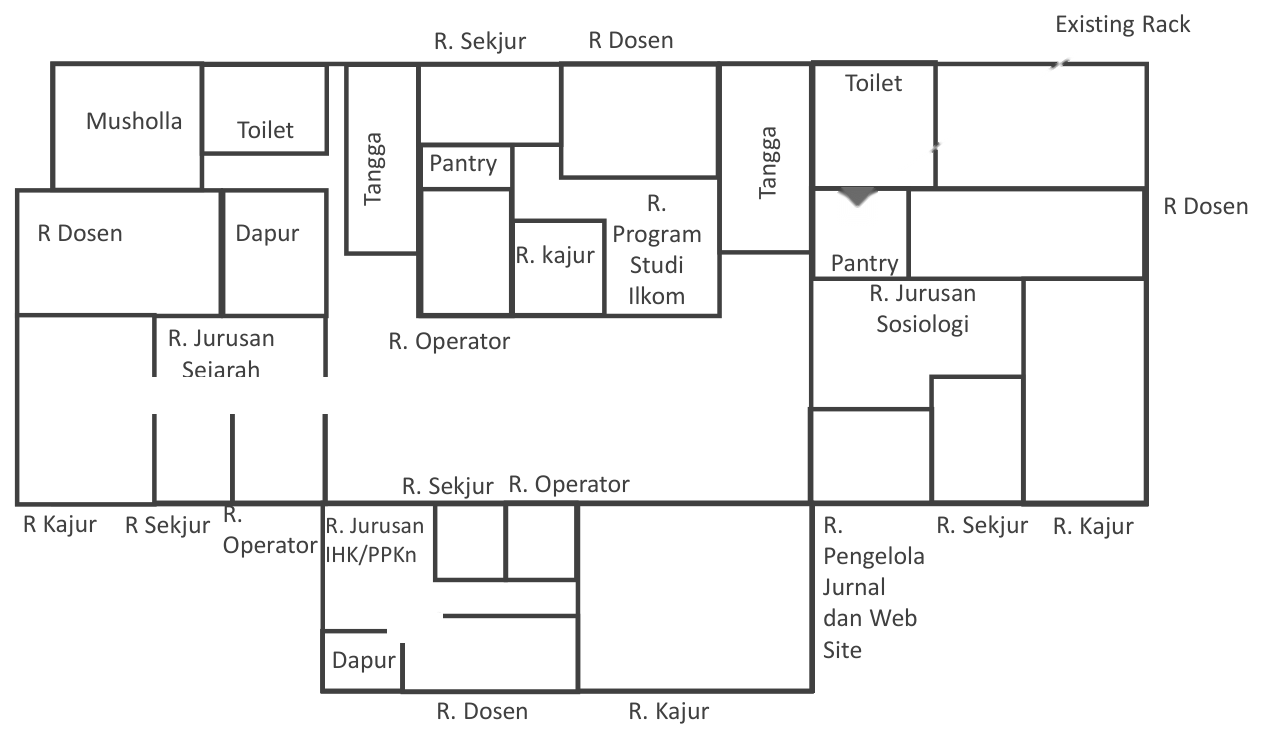 Existing Rack
R. Sekjur
R Dosen
Toilet
Musholla
Toilet
Tangga
Pantry
Tangga
R Dosen
R Dosen
Dapur
R.
Program
Studi
Ilkom
R. kajur
Pantry
R. Jurusan
Sosiologi
R. Jurusan
Sejarah
R. Operator
R. Sekjur
R. Operator
R Kajur
R Sekjur
R.
Operator
R. Jurusan
IHK/PPKn
R.
Pengelola
Jurnal
dan Web
Site
R. Sekjur
R. Kajur
Dapur
R. Dosen
R. Kajur